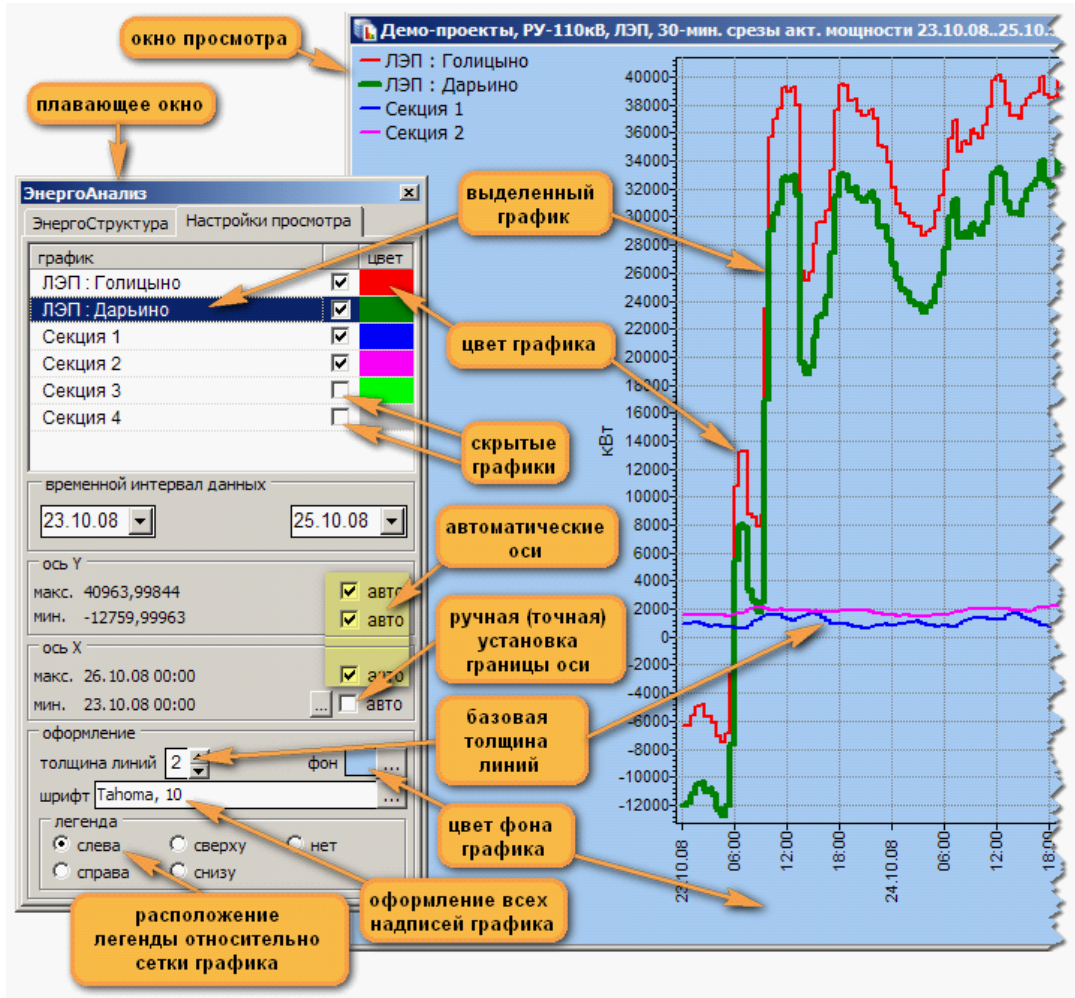 окно просмотра
плавающее окно
Демо-проекты, РУ-110кВ, ЛЭП, 30-мин. срезы акт. мощности 23.10.08..25.10.
ЛЭП : Голицыно
ЛЭП : Дарьино
Секция 1
Секция 2
ЭнергоАнализ
ЭнергоСтруктура
Настройки просмотра
график
цвет
ЛЭП : Голицыно
ЛЭП : Дарьино
Секция 1
Секция 2
Секция 3
Секция 4
временной интервал данных
23.10.08
25.10.08
ось Y
макс. 40963,99844
авто
мин. -12759,99963
авто
ось X
макс. 26.10.08 00:00
авто
мин. 23.10.08 00:00
...
авто
оформление
толщина линий 2
фон
...
шрифт Tahoma, 10
...
легенда
слева
сверху
нет
справа
снизу
выделенный
график
цвет графика
скрытые
графики
автоматические
оси
ручная (точная)
установка
границы оси
базовая
толщина
линий
цвет фона
графика
оформление всех
надписей графика
расположение
легенды относительно
сетки графика
кВт
40000
38000
36000
34000
32000
30000
28000
26000
24000
22000
20000
18000
16000
14000
12000
10000
8000
6000
4000
2000
0
-2000
-4000
-6000
-8000
-10000
-12000
23.10.08
06:00
12:00
18:00
24.10.08
06:00
12:00
18:00